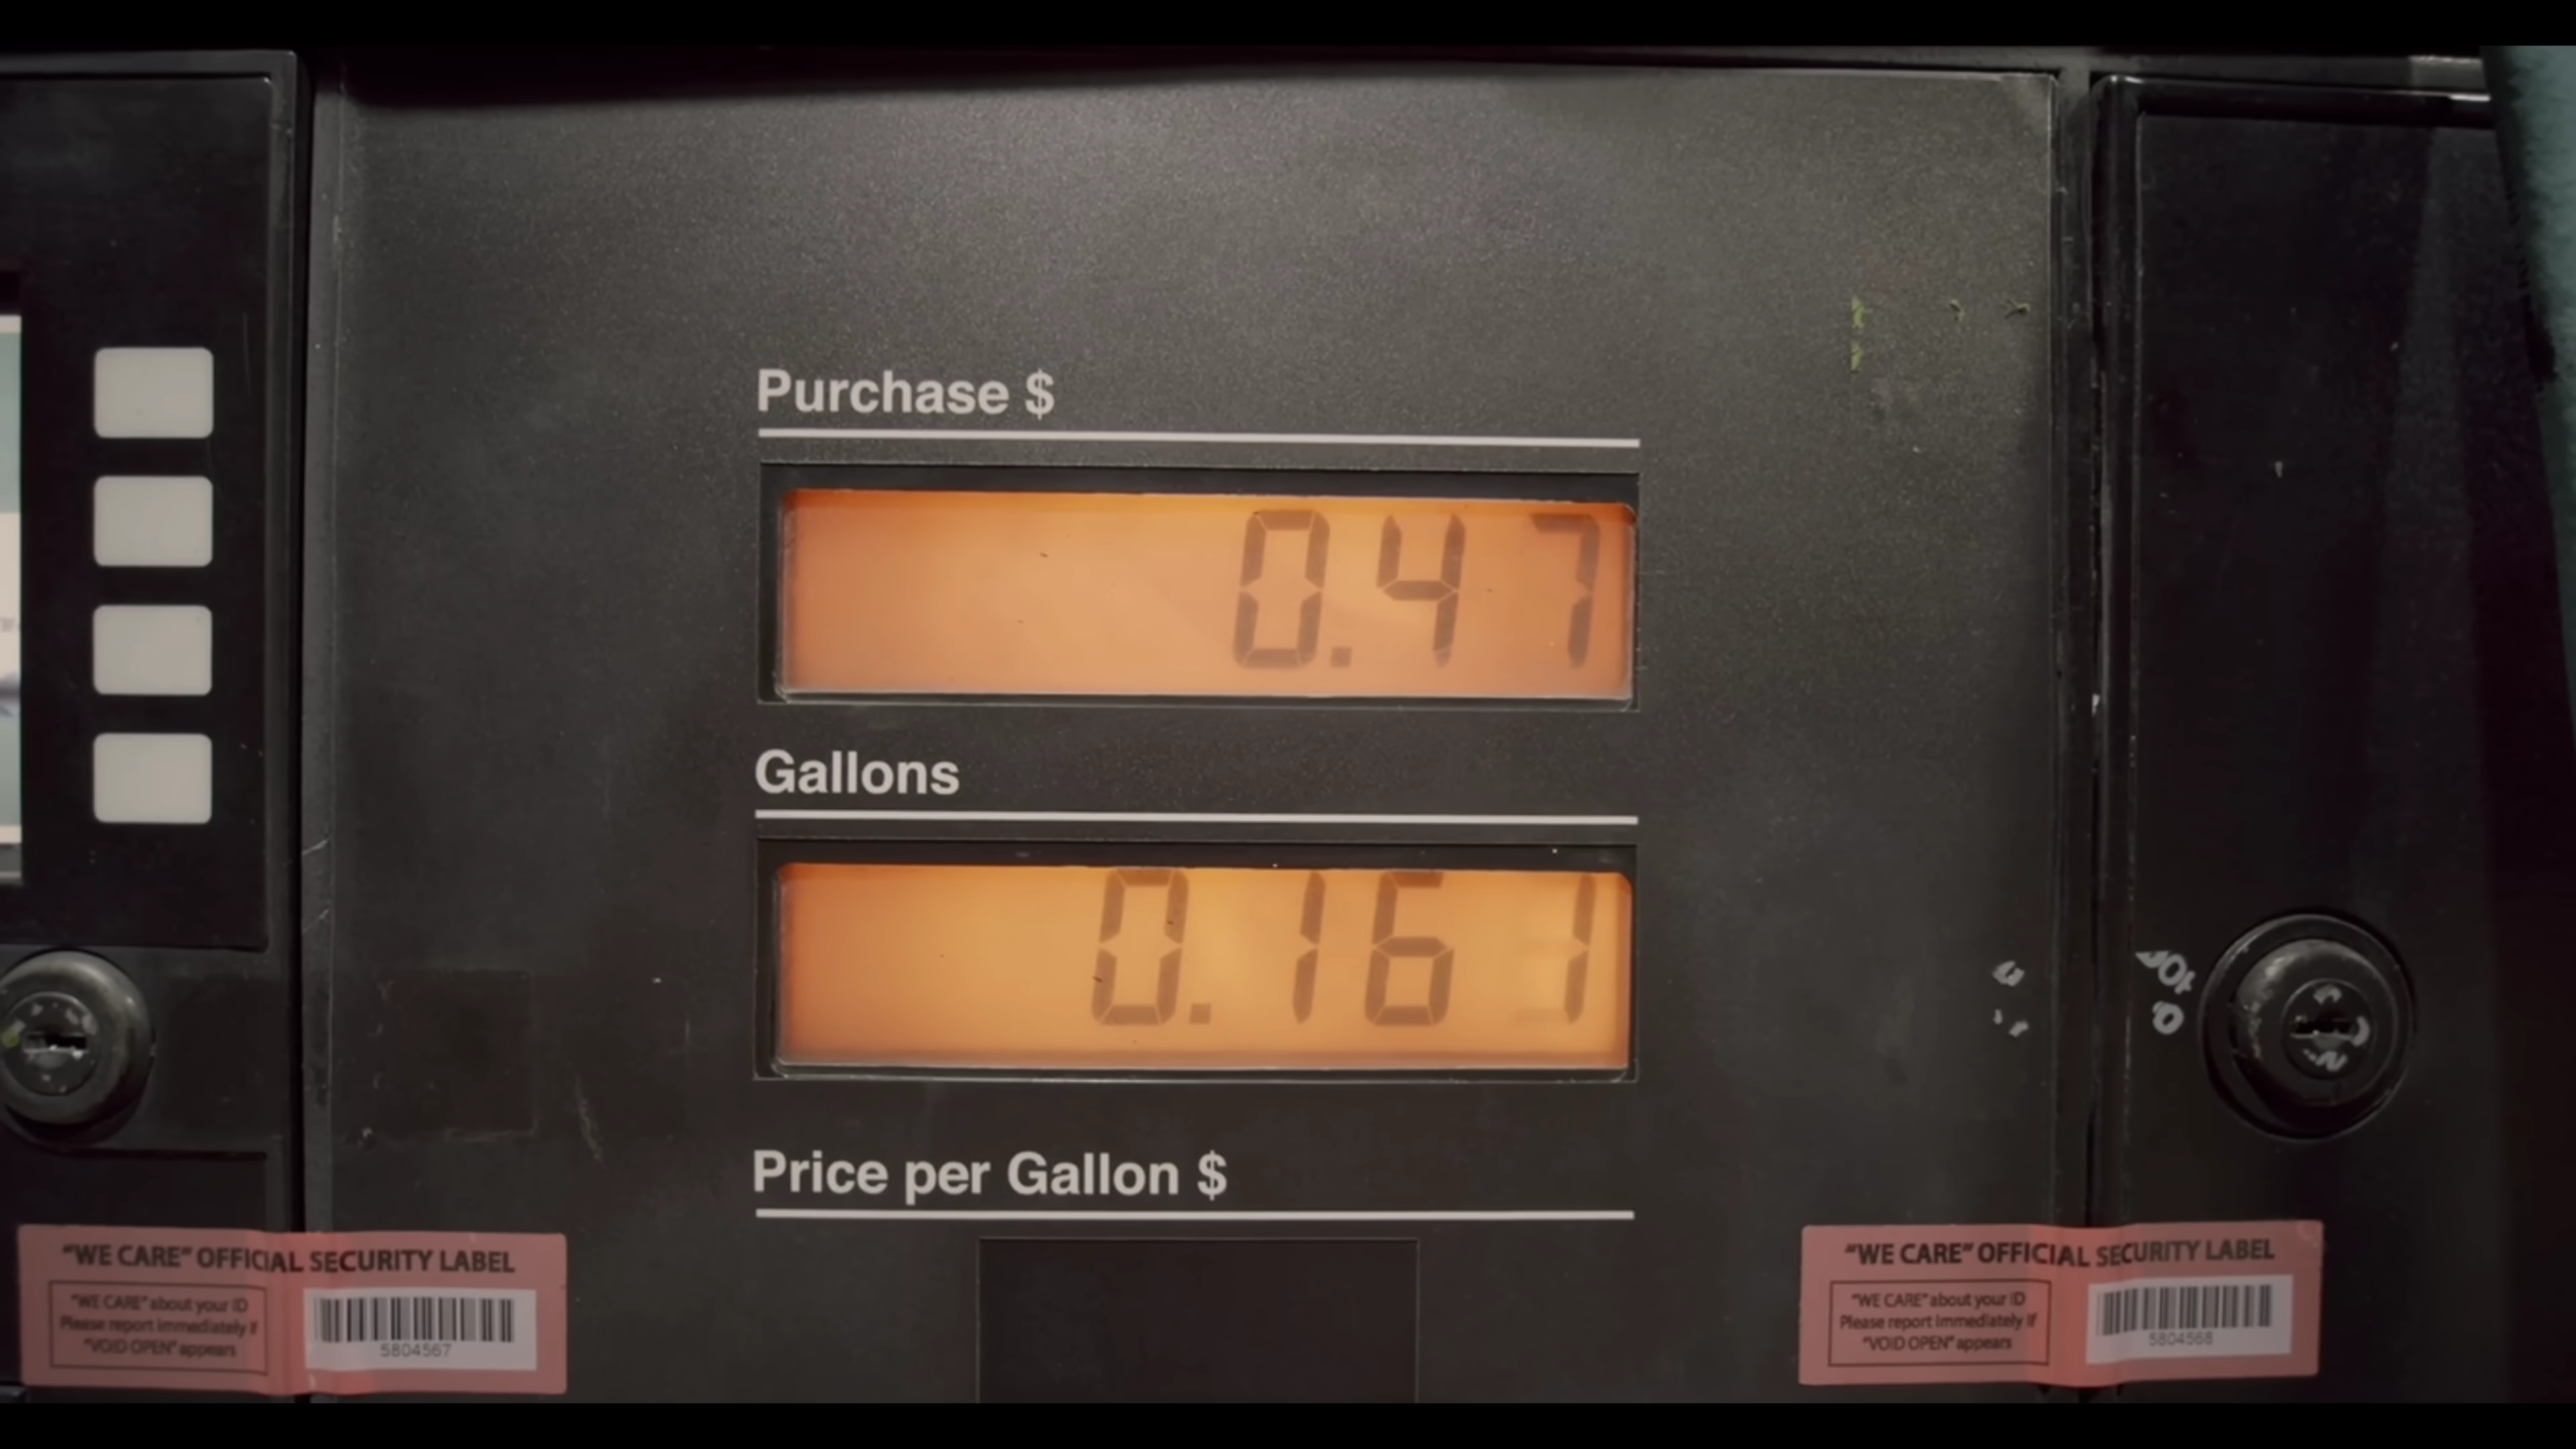 Purchase $
0.47
Gallons
0.161
Price per Gallon $
"WE CARE" OFFICIAL SECURITY LABEL
"WE CARE" about your ID
Please report immediately if
"VOID OPEN" appears
5804567
"WE CARE" OFFICIAL SECURITY LABEL
"WE CARE" about your ID
Please report immediately if
"VOID OPEN" appears
5804568